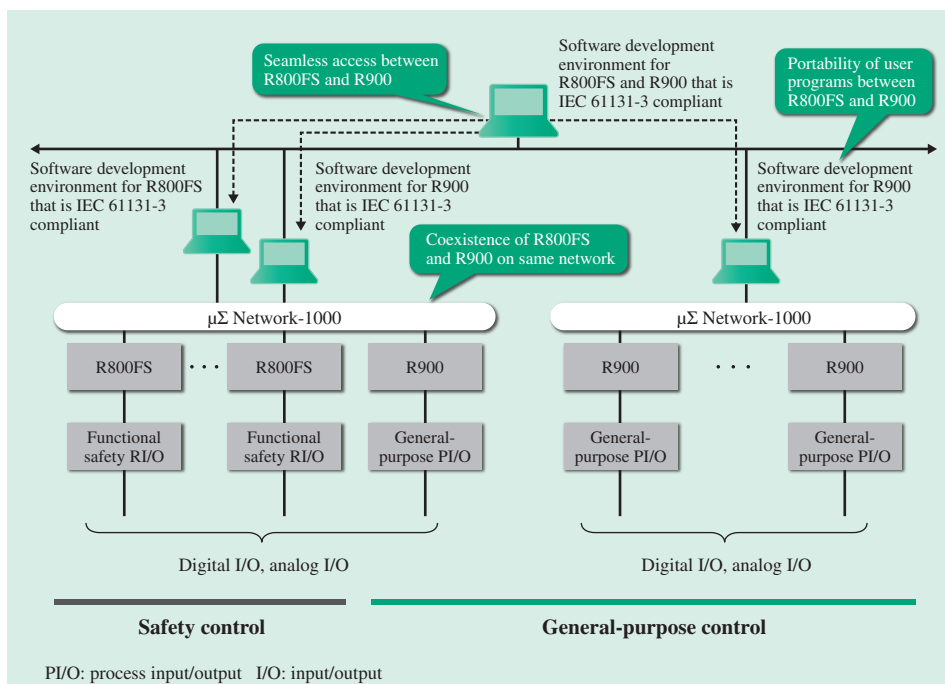 Seamless access between
R800FS and R900
Software development
environment for
R800FS and R900 that is
IEC 61131-3 compliant
Portability of user
programs between
R800FS and R900
Software development
environment for R800FS
that is IEC 61131-3
compliant
Software development
environment for R900
that is IEC 61131-3
compliant
Software development
environment for R900
that is IEC 61131-3
compliant
Coexistence of R800FS
and R900 on same network
μΣ Network-1000
μΣ Network-1000
R800FS
· · ·
R800FS
R900
R900
· · ·
R900
Functional
safety RI/O
Functional
safety RI/O
General-
purpose PI/O
General-
purpose PI/O
General-
purpose PI/O
Digital I/O, analog I/O
Digital I/O, analog I/O
Safety control
General-purpose control
PI/O: process input/output I/O: input/output